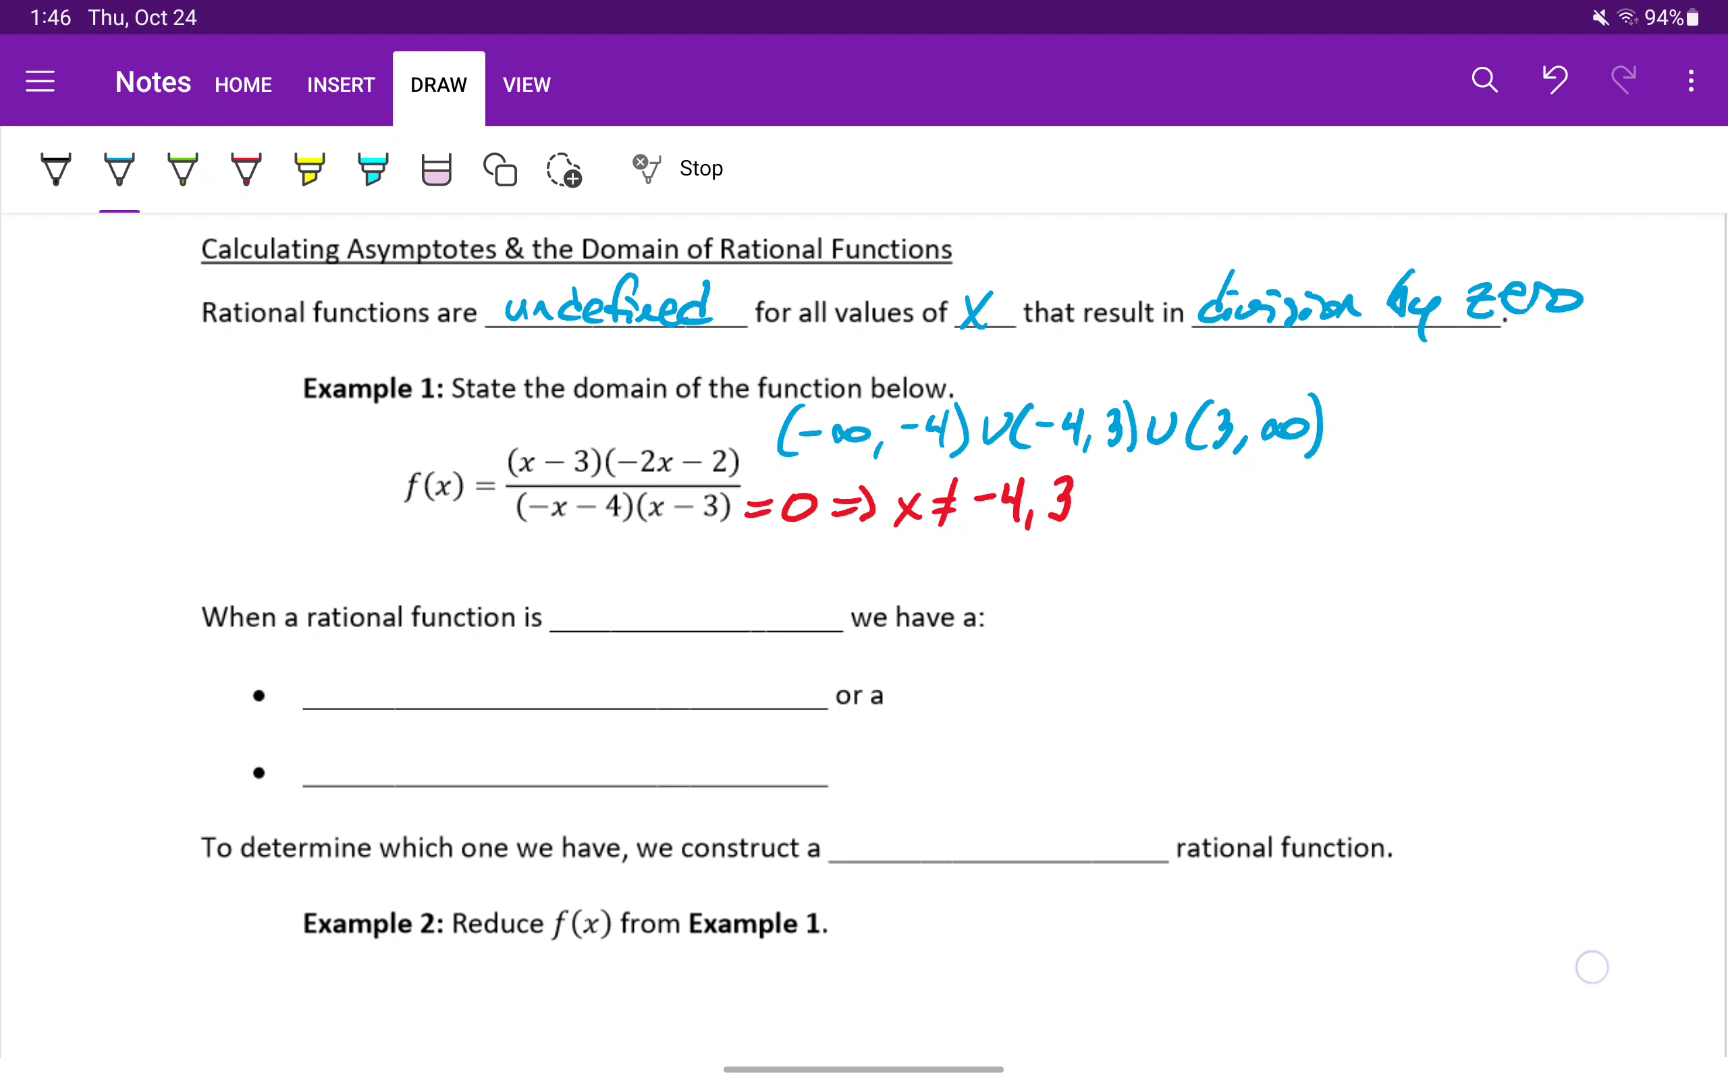 1:46 Thu, Oct 24 94%
Notes HOME INSERT DRAW VIEW
Stop
Calculating Asymptotes & the Domain of Rational Functions
Rational functions are undefined for all values of x that result in division by zero.
Example 1: State the domain of the function below.
(-∞, -4) ∪ (-4, 3) ∪ (3, ∞)
f(x) = (x − 3)(−2x − 2) / (−x − 4)(x − 3) = 0 ⇒ x ≠ -4, 3
When a rational function is ____________ we have a:
• ____________ or a
• ____________
To determine which one we have, we construct a ____________ rational function.
Example 2: Reduce f(x) from Example 1.